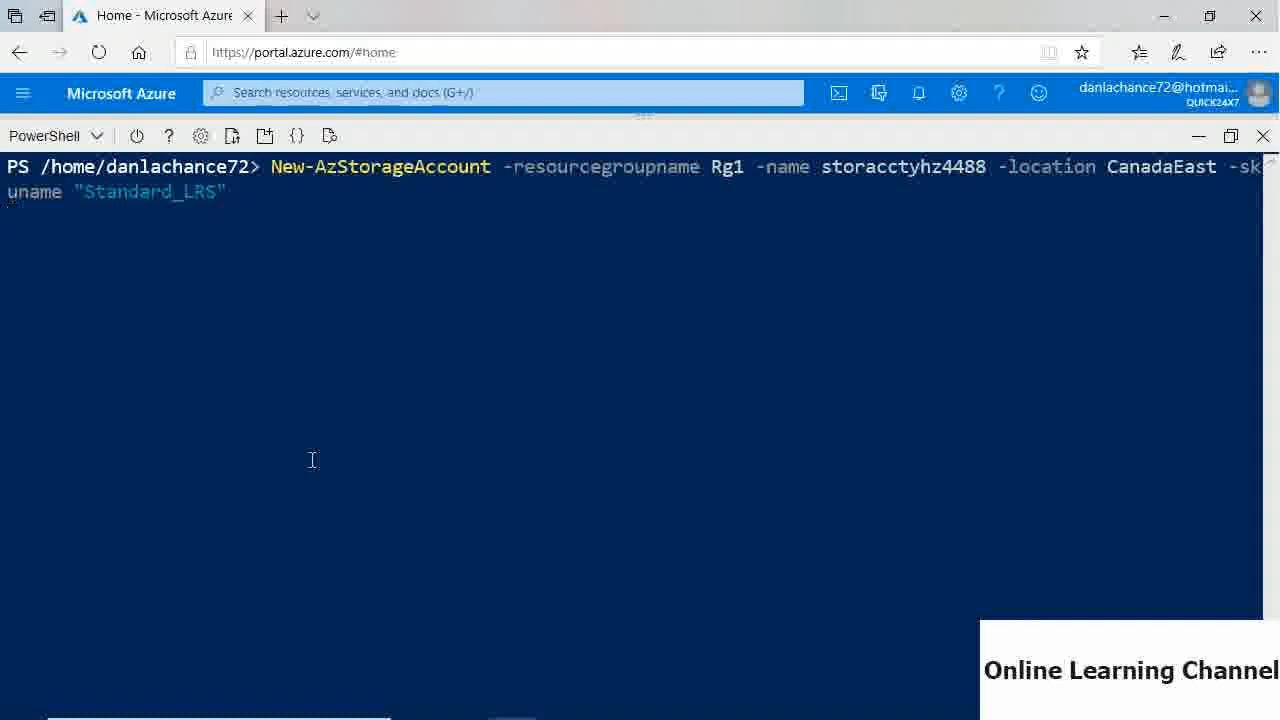 Home - Microsoft Azure
https://portal.azure.com/#home
Microsoft Azure
Search resources, services, and docs (G+/)
danlachance72@hotmai...
QUICK24X7
PowerShell
PS /home/danlachance72> New-AzStorageAccount -resourcegroupname Rg1 -name storacctyhz4488 -location CanadaEast -sk
uname "Standard_LRS"
Online Learning Channel